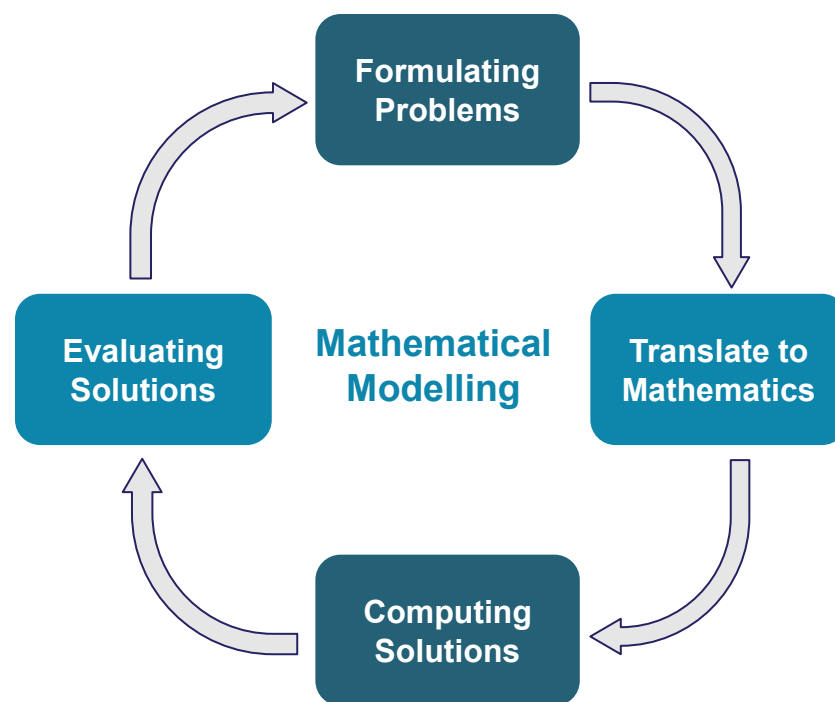 Formulating
Problems
Evaluating
Solutions
Mathematical
Modelling
Translate to
Mathematics
Computing
Solutions